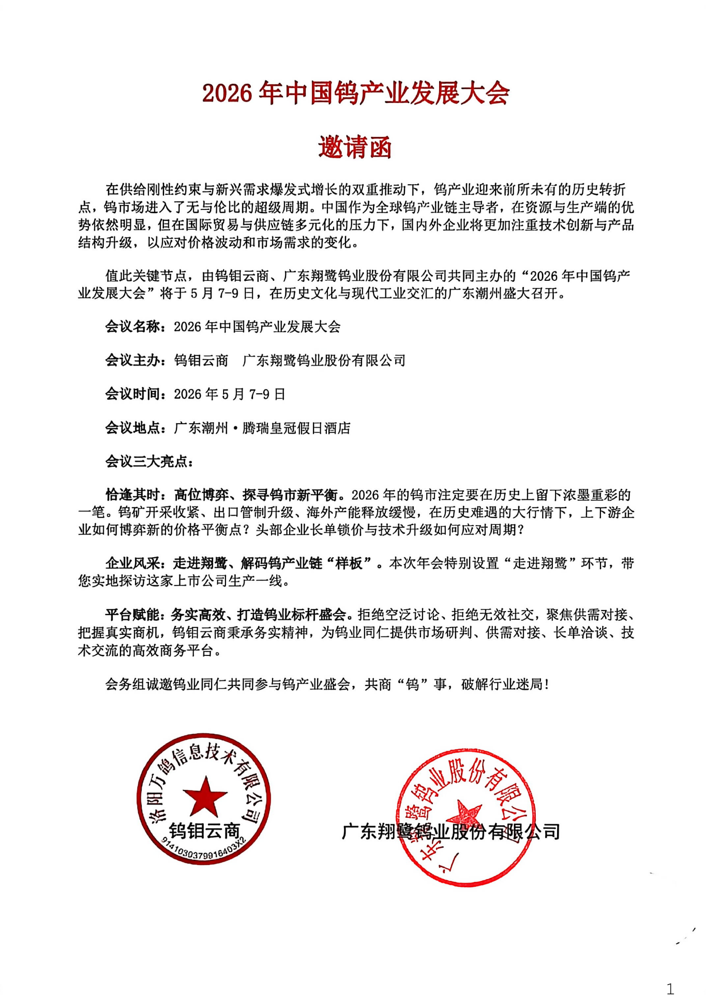 2026 年中国钨产业发展大会
邀请函
在供给刚性约束与新兴需求爆发式增长的双重推动下，钨产业迎来前所未有的历史转折
点，钨市场进入了无与伦比的超级周期。中国作为全球钨产业链主导者，在资源与生产端的优
势依然明显，但在国际贸易与供应链多元化的压力下，国内外企业将更加注重技术创新与产品
结构升级，以应对价格波动和市场需求的变化。
值此关键节点，由钨钼云商、广东翔鹭钨业股份有限公司共同主办的“2026 年中国钨产
业发展大会”将于 5 月 7-9 日，在历史文化与现代工业交汇的广东潮州盛大召开。
会议名称：2026 年中国钨产业发展大会
会议主办：钨钼云商　广东翔鹭钨业股份有限公司
会议时间：2026 年 5 月 7-9 日
会议地点：广东潮州·腾瑞皇冠假日酒店
会议三大亮点：
恰逢其时：高位博弈、探寻钨市新平衡。2026 年的钨市注定要在历史上留下浓墨重彩的
一笔。钨矿开采收紧、出口管制升级、海外产能释放缓慢，在历史难遇的大行情下，上下游企
业如何博弈新的价格平衡点？头部企业长单锁价与技术升级如何应对周期？
企业风采：走进翔鹭、解码钨产业链“样板”。本次年会特别设置“走进翔鹭”环节，带
您实地探访这家上市公司生产一线。
平台赋能：务实高效、打造钨业标杆盛会。拒绝空泛讨论、拒绝无效社交，聚焦供需对接、
把握真实商机，钨钼云商秉承务实精神，为钨业同仁提供市场研判、供需对接、长单洽谈、技
术交流的高效商务平台。
会务组诚邀钨业同仁共同参与钨产业盛会，共商“钨”事，破解行业迷局！
洛阳万鸽信息技术有限公司
钨钼云商
9141030379916403X2
广东翔鹭钨业股份有限公司
广东翔鹭钨业股份有限公司
1